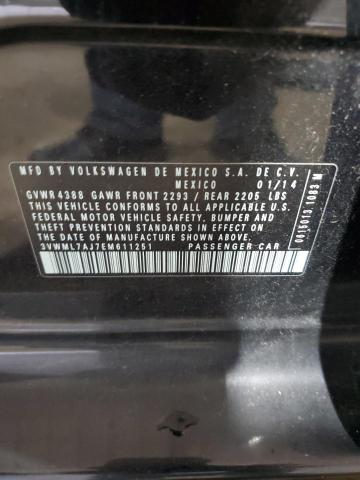 MFD BY VOLKSWAGEN DE MEXICO S.A. DE C.V.
MEXICO 01/14
GVWR 4388 GAWR FRONT 2293 / REAR 2205 LBS
THIS VEHICLE CONFORMS TO ALL APPLICABLE U.S.
FEDERAL MOTOR VEHICLE SAFETY, BUMPER AND
THEFT PREVENTION STANDARDS IN EFFECT ON THE
DATE OF MANUFACTURE SHOWN ABOVE.
3VWML7AJ7EM611251 PASSENGER CAR